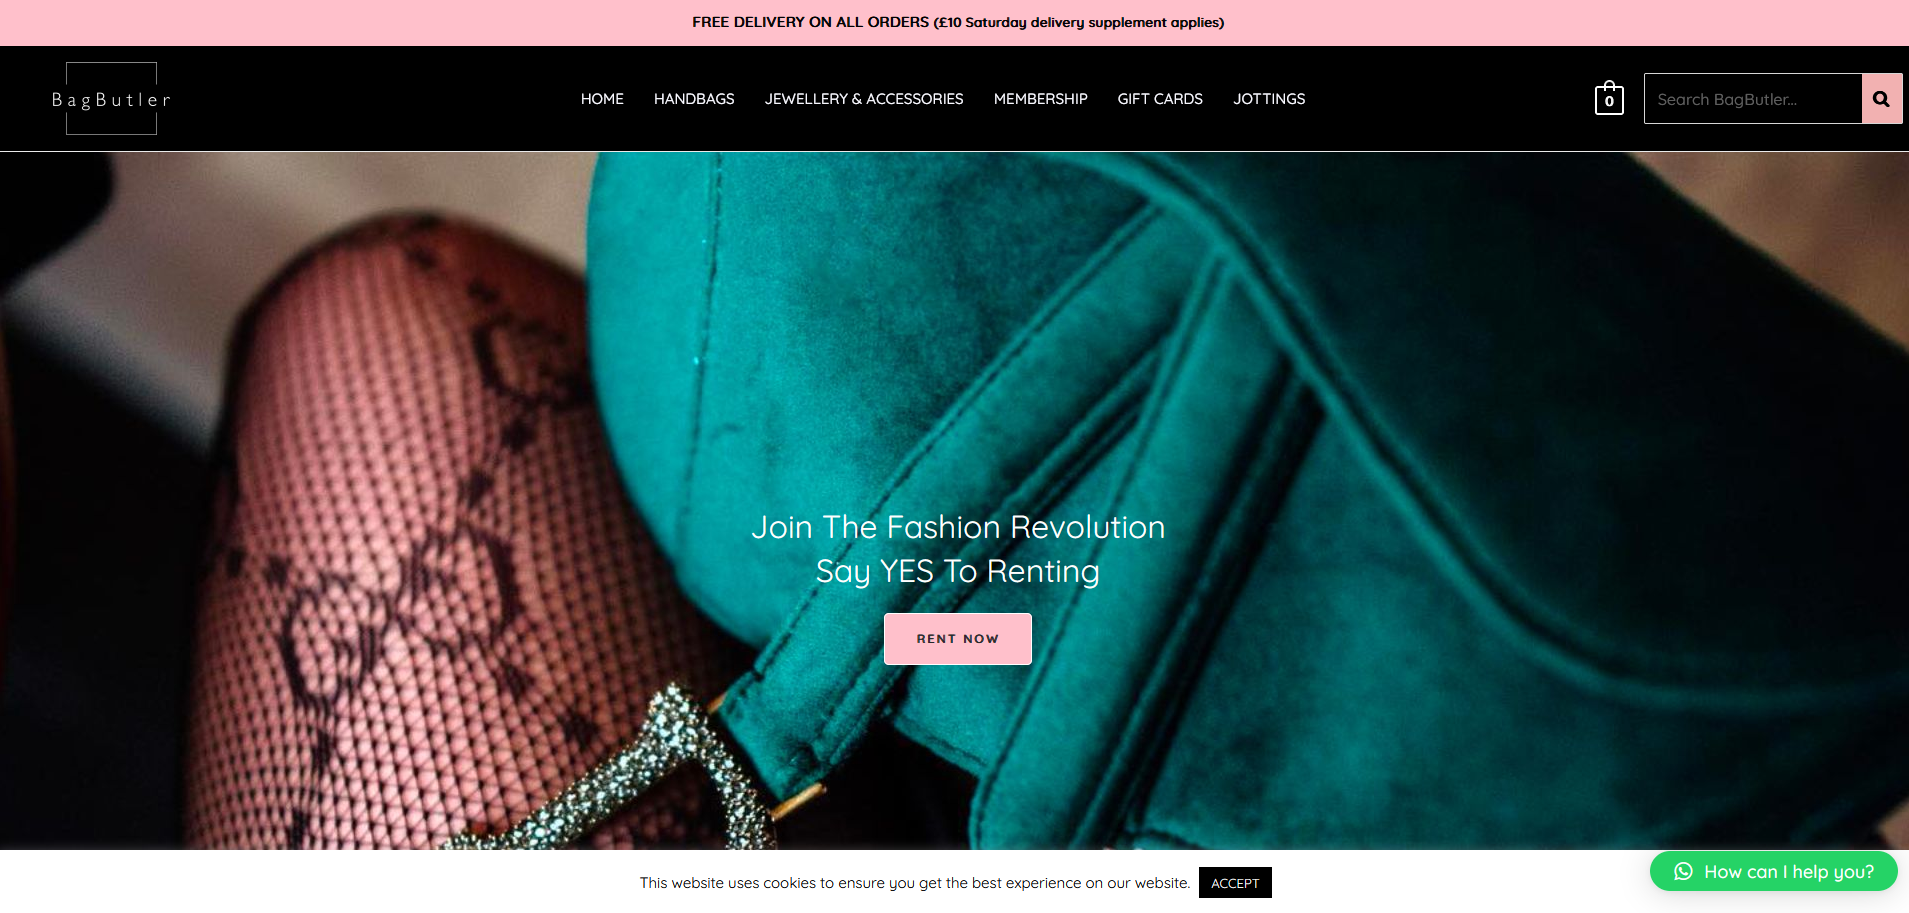 FREE DELIVERY ON ALL ORDERS (£10 Saturday delivery supplement applies)
BagButler
HOME HANDBAGS JEWELLERY & ACCESSORIES MEMBERSHIP GIFT CARDS JOTTINGS
0
Search BagButler...
Join The Fashion Revolution
Say YES To Renting
RENT NOW
This website uses cookies to ensure you get the best experience on our website. ACCEPT
How can I help you?